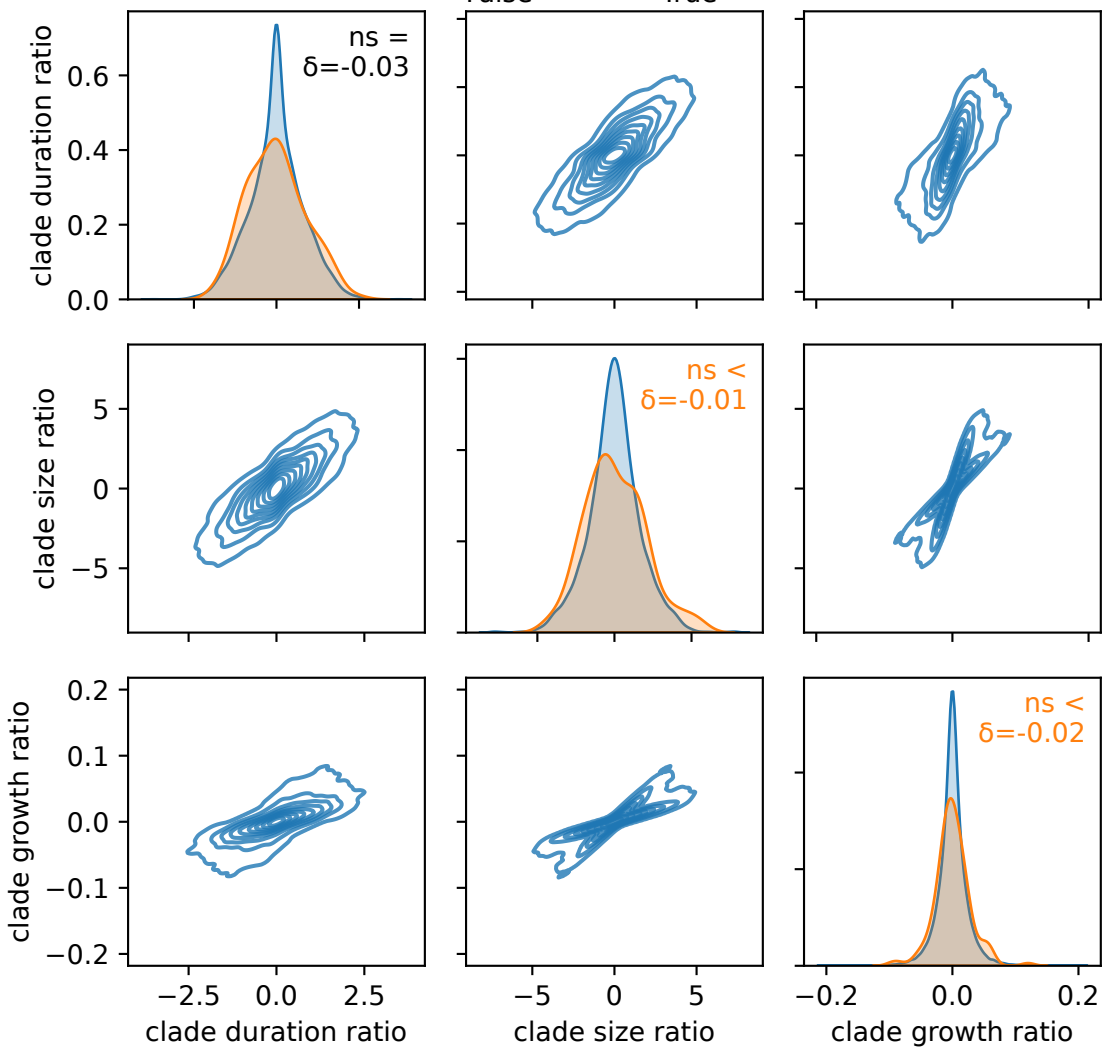 clade duration ratio
0.6
0.4
0.2
0.0
ns =
δ=-0.03
clade size ratio
5
0
−5
ns <
δ=-0.01
clade growth ratio
0.2
0.1
0.0
−0.1
−0.2
ns <
δ=-0.02
−2.5 0.0 2.5
−5 0 5
−0.2 0.0 0.2
clade duration ratio
clade size ratio
clade growth ratio